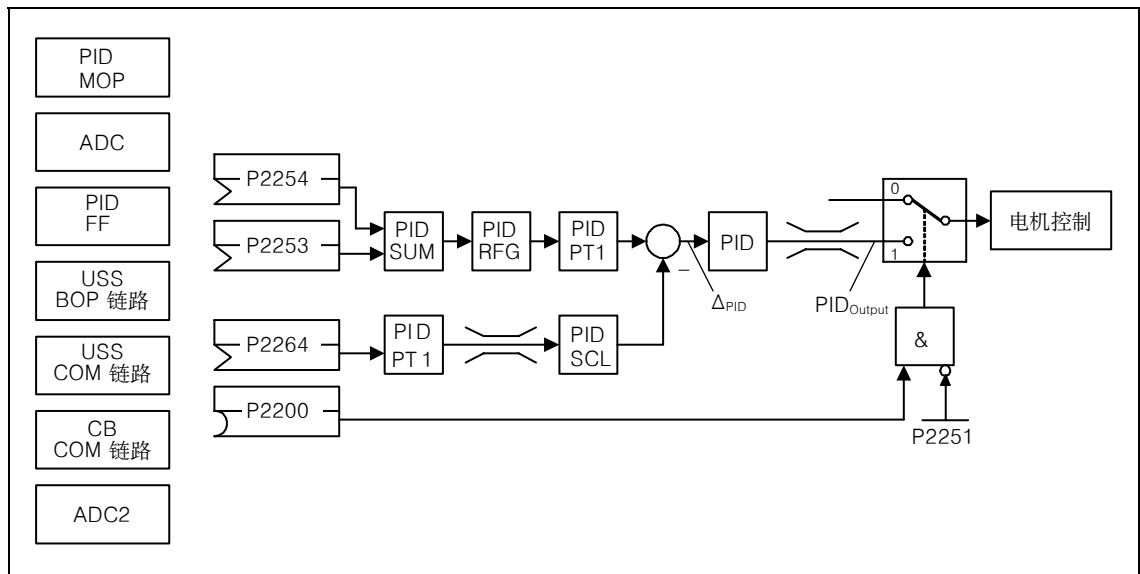 PID
MOP
ADC
PID
FF
USS
BOP 链路
USS
COM 链路
CB
COM 链路
ADC2
P2254
P2253
P2264
P2200
PID
SUM
PID
RFG
PID
PT1
PID
PT1
PID
SCL
−
ΔPID
PID
PIDOutput
0
1
电机控制
&
P2251